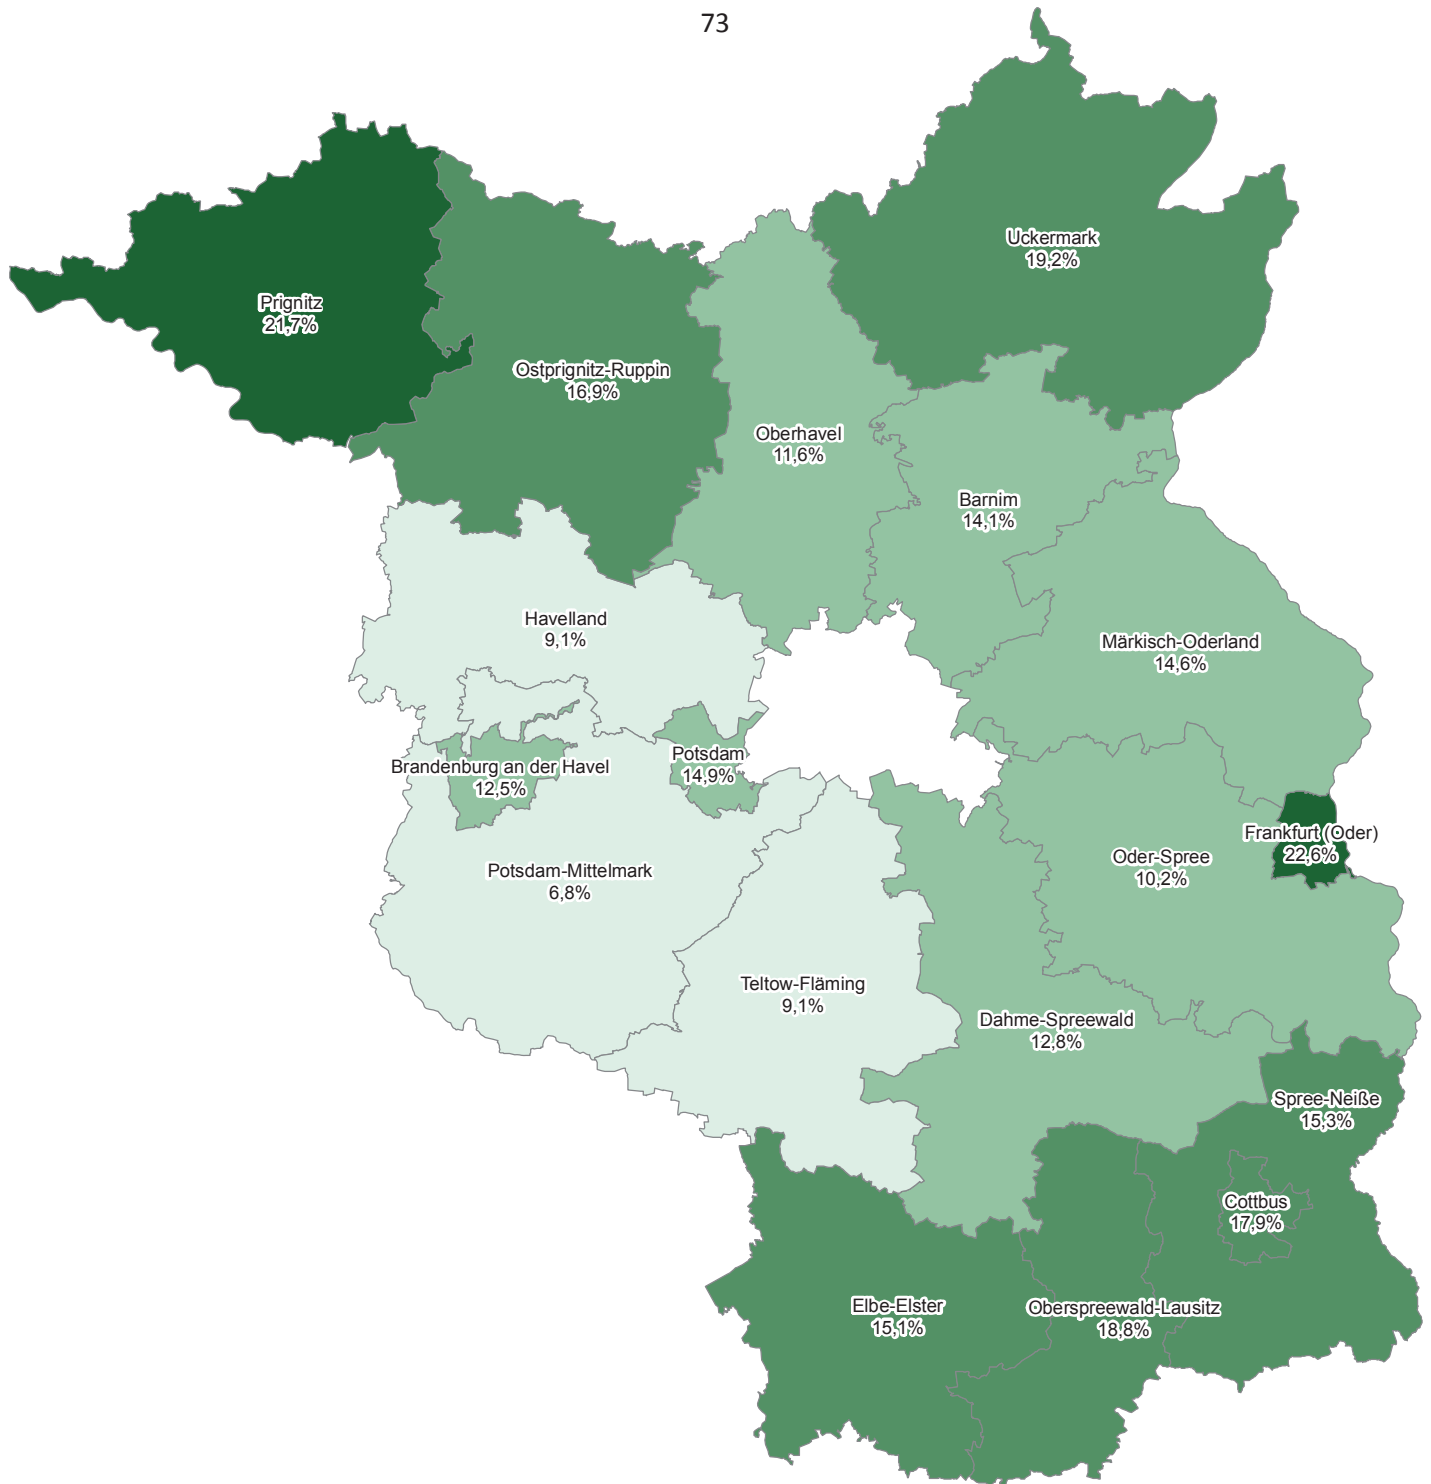 73
Uckermark
19,2%
Prignitz
21,7%
Ostprignitz-Ruppin
16,9%
Oberhavel
11,6%
Barnim
14,1%
Havelland
9,1%
Märkisch-Oderland
14,6%
Potsdam
14,9%
Brandenburg an der Havel
12,5%
Frankfurt (Oder)
22,6%
Oder-Spree
10,2%
Potsdam-Mittelmark
6,8%
Teltow-Fläming
9,1%
Dahme-Spreewald
12,8%
Spree-Neiße
15,3%
Cottbus
17,9%
Elbe-Elster
15,1%
Oberspreewald-Lausitz
18,8%